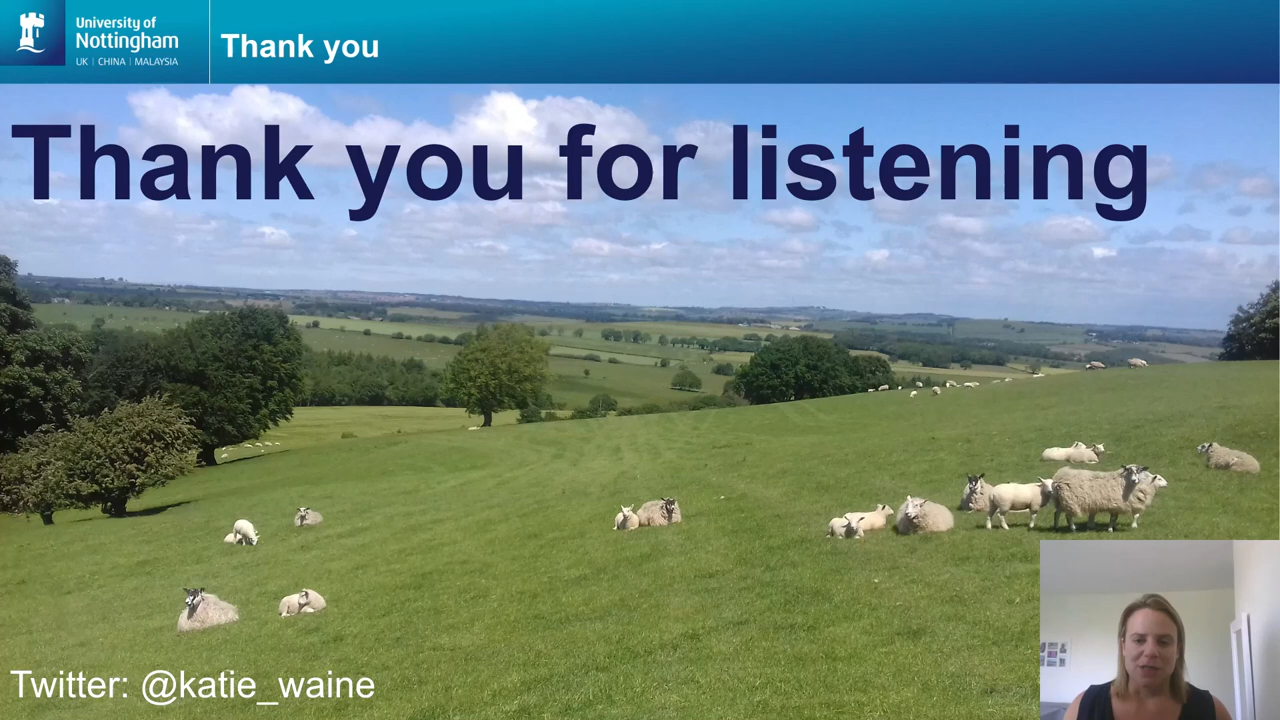 University of
Nottingham
UK | CHINA | MALAYSIA
Thank you
Thank you for listening
Twitter: @katie_waine